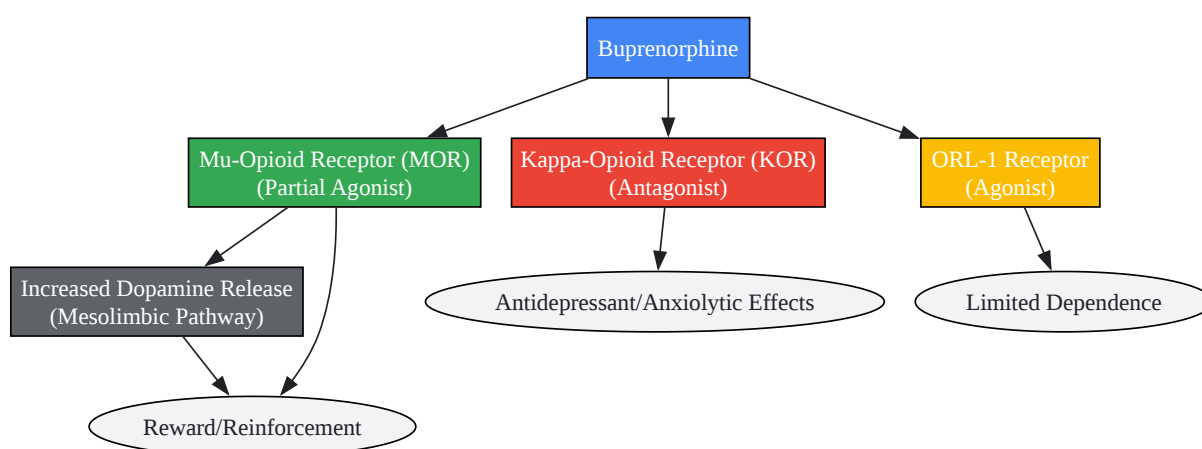 Buprenorphine
Mu-Opioid Receptor (MOR)
(Partial Agonist)
Kappa-Opioid Receptor (KOR)
(Antagonist)
ORL-1 Receptor
(Agonist)
Increased Dopamine Release
(Mesolimbic Pathway)
Antidepressant/Anxiolytic Effects
Limited Dependence
Reward/Reinforcement